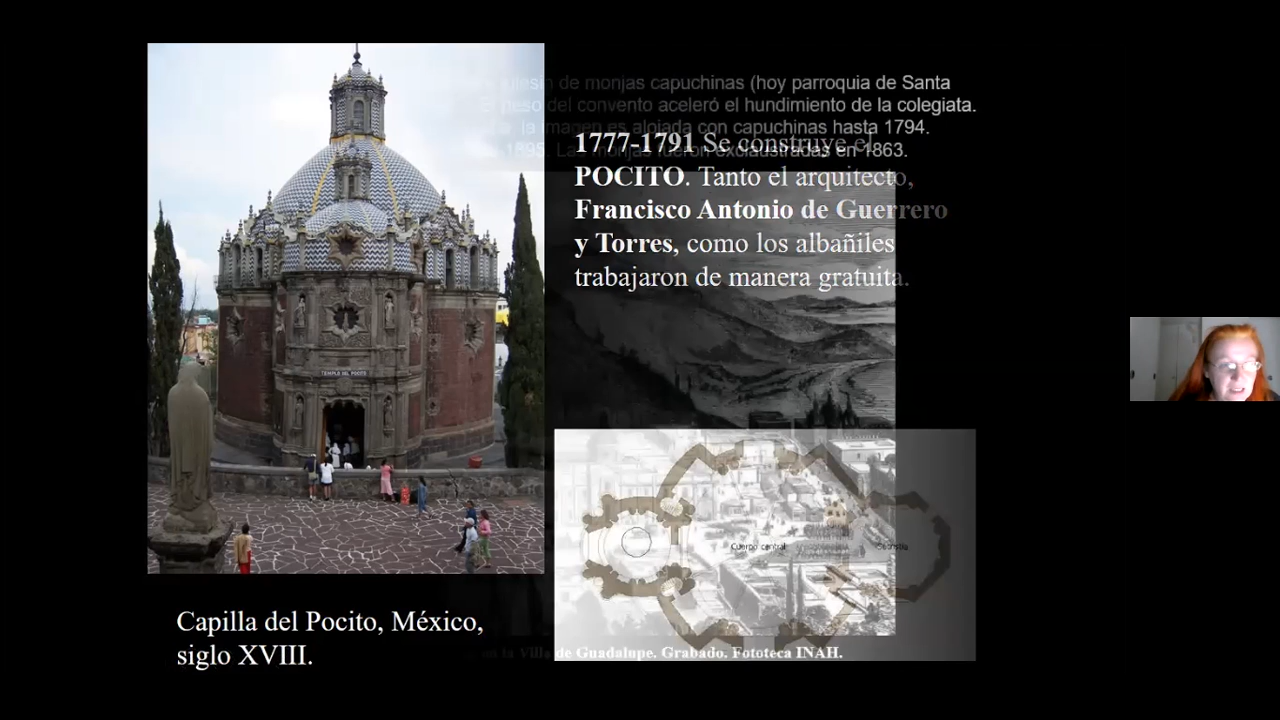 de monjas capuchinas (hoy parroquia de Santa
peso del convento aceleró el hundimiento de la colegiata.
la imagen es alojada con capuchinas hasta 1794.
1895. Las monjas fueron exclaustradas en 1863.
1777-1791 Se construye el
POCITO. Tanto el arquitecto,
Francisco Antonio de Guerrero
y Torres, como los albañiles
trabajaron de manera gratuita.
TEMPLO DEL POCITO
Cuerpo central
Capilla del Pocito, México,
siglo XVIII.
en la Villa de Guadalupe. Grabado. Fototeca INAH.